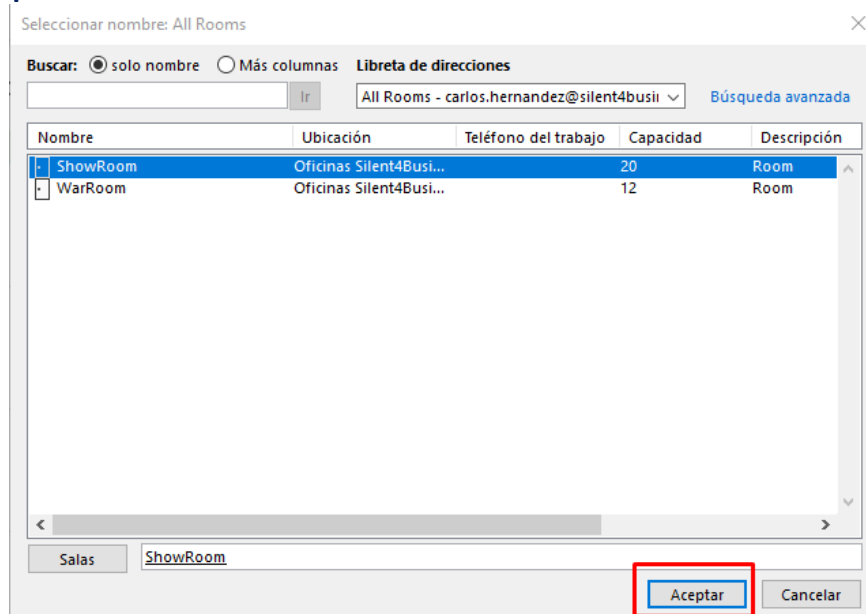 Seleccionar nombre: All Rooms
Buscar: solo nombre Más columnas Libreta de direcciones
Ir All Rooms - carlos.hernandez@silent4busii Búsqueda avanzada
Nombre Ubicación Teléfono del trabajo Capacidad Descripción
ShowRoom Oficinas Silent4Busi... 20 Room
WarRoom Oficinas Silent4Busi... 12 Room
Salas ShowRoom
Aceptar Cancelar